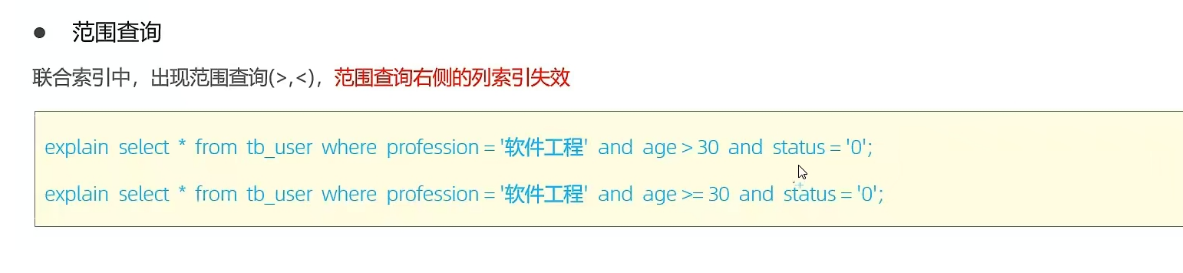 ● 范围查询
联合索引中，出现范围查询(>,<)，范围查询右侧的列索引失效
explain select * from tb_user where profession = '软件工程' and age > 30 and status = '0';
explain select * from tb_user where profession = '软件工程' and age >= 30 and status = '0';